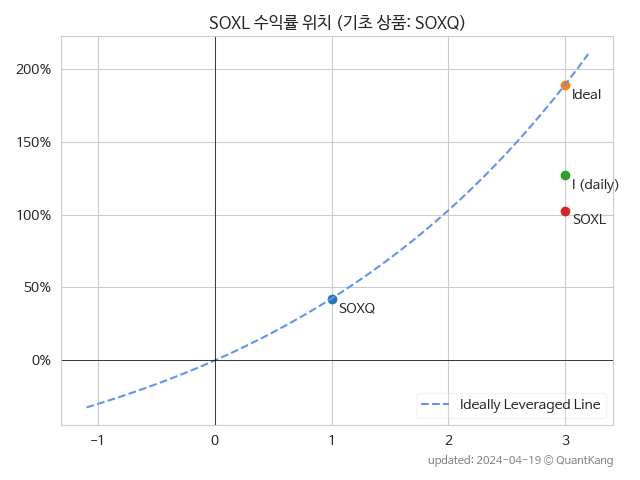 SOXL 수익률 위치 (기초 상품: SOXQ)
200%
150%
100%
50%
0%
Ideal
I (daily)
SOXL
SOXQ
Ideally Leveraged Line
−1 0 1 2 3
updated: 2024-04-19 © QuantKang